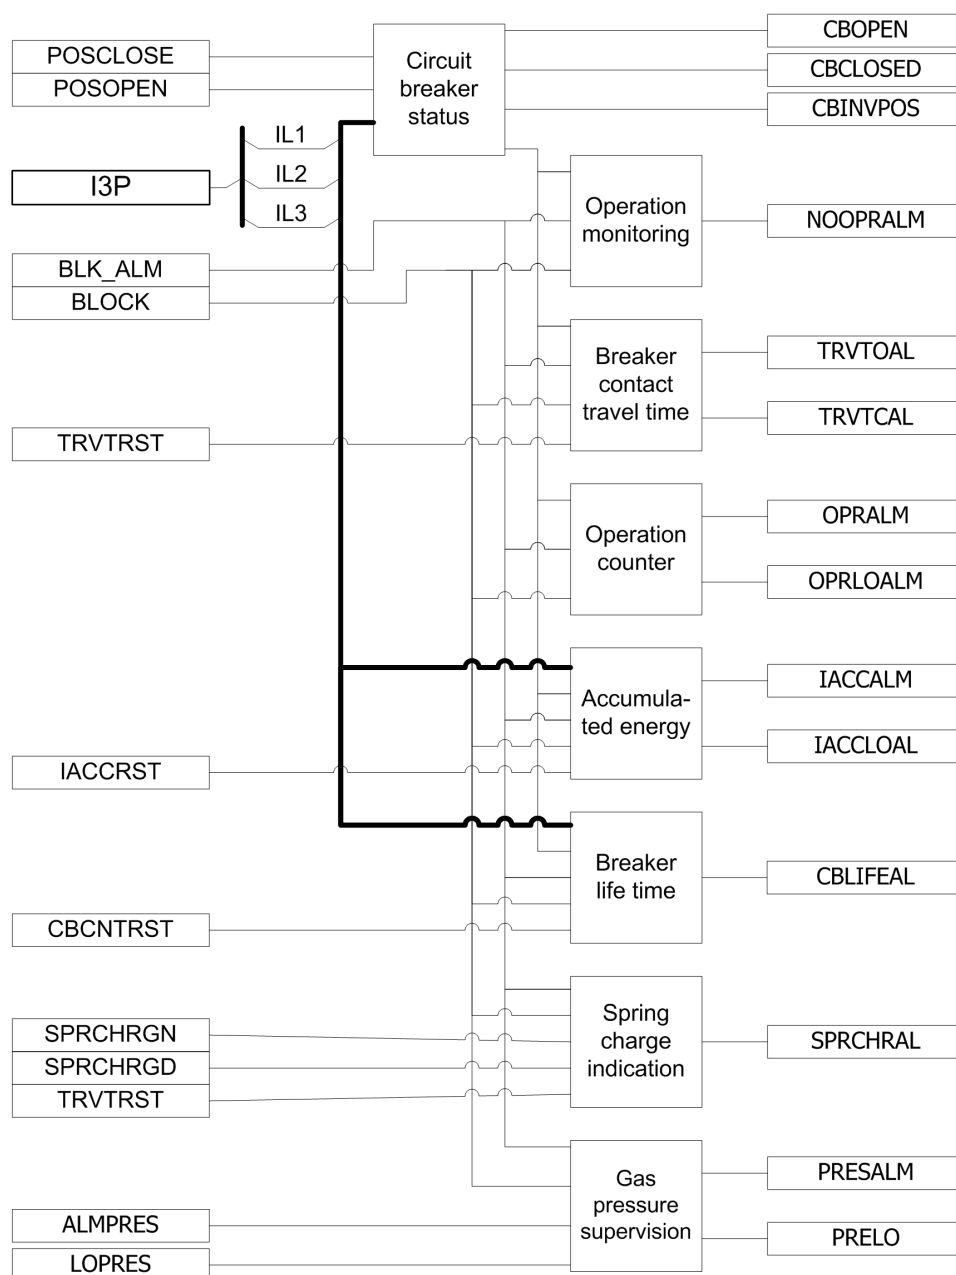 POSCLOSE
POSOPEN
Circuit
breaker
status
CBOPEN
CBCLOSED
CBINVPOS
IL1
IL2
IL3
I3P
Operation
monitoring
NOOPRALM
BLK_ALM
BLOCK
Breaker
contact
travel time
TRVTOAL
TRVTCAL
TRVTRST
Operation
counter
OPRALM
OPRLOALM
Accumula-
ted energy
IACCALM
IACCLOAL
IACCRST
Breaker
life time
CBLIFEAL
CBCNTRST
Spring
charge
indication
SPRCHRAL
SPRCHRGN
SPRCHRGD
TRVTRST
Gas
pressure
supervision
PRESALM
PRELO
ALMPRES
LOPRES